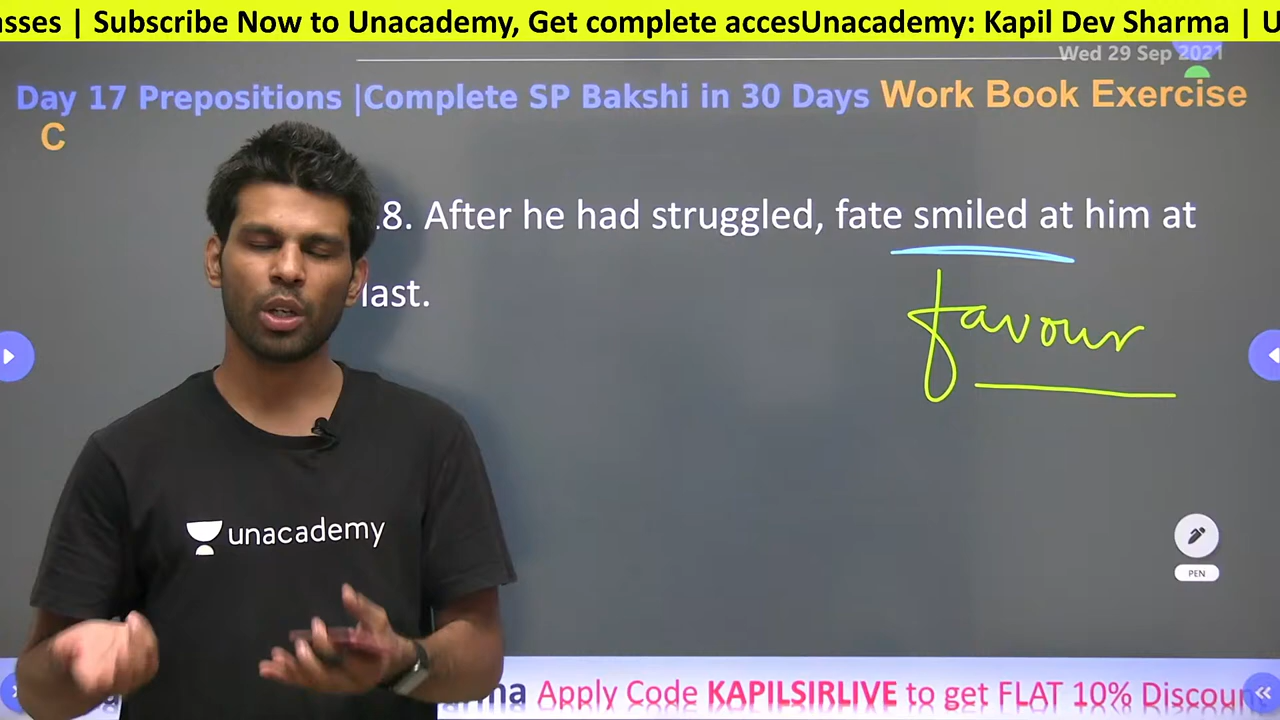 sses | Subscribe Now to Unacademy, Get complete accesUnacademy: Kapil Dev Sharma | U
Wed 29 Sep 2021
Day 17 Prepositions |Complete SP Bakshi in 30 Days Work Book Exercise
C
8. After he had struggled, fate smiled at him at
last.
favour
unacademy
PEN
Apply Code KAPILSIRLIVE to get FLAT 10% Discoun